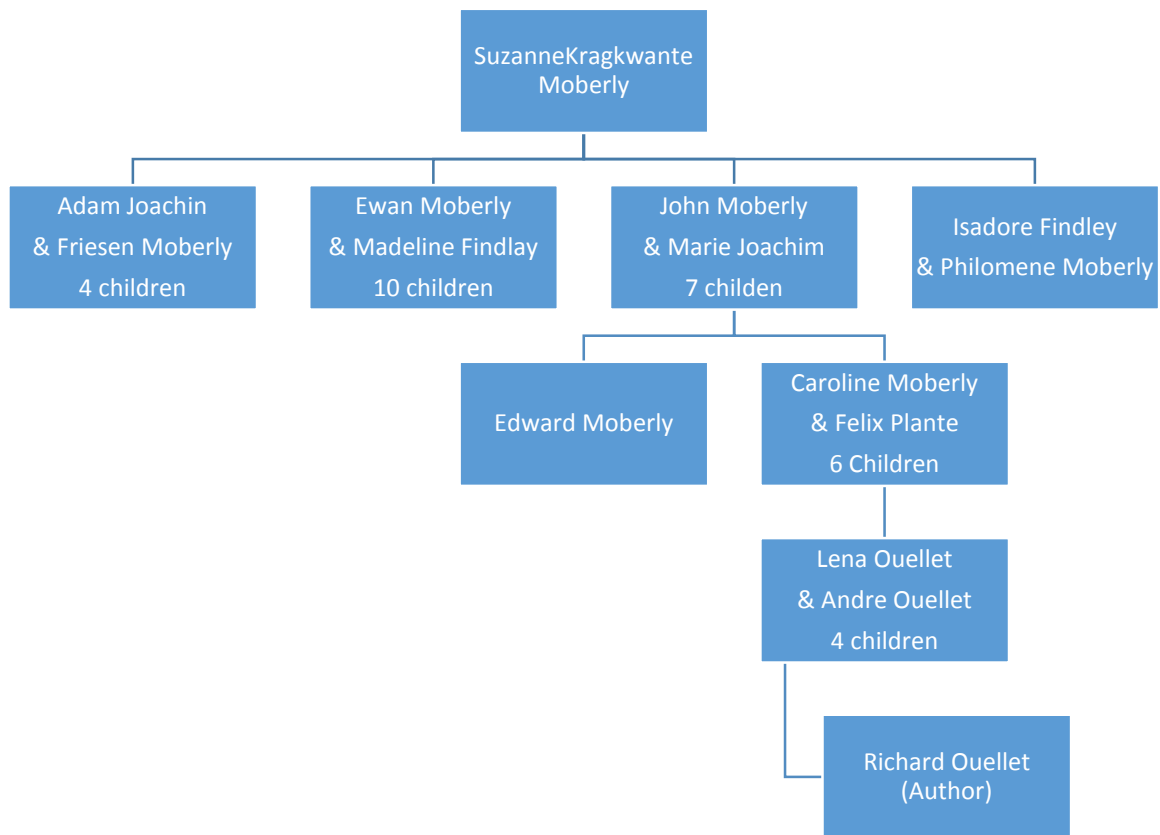 SuzanneKragkwante
Moberly
Adam Joachin
& Friesen Moberly
4 children
Ewan Moberly
& Madeline Findlay
10 children
John Moberly
& Marie Joachim
7 childen
Isadore Findley
& Philomene Moberly
Edward Moberly
Caroline Moberly
& Felix Plante
6 Children
Lena Ouellet
& Andre Ouellet
4 children
Richard Ouellet
(Author)